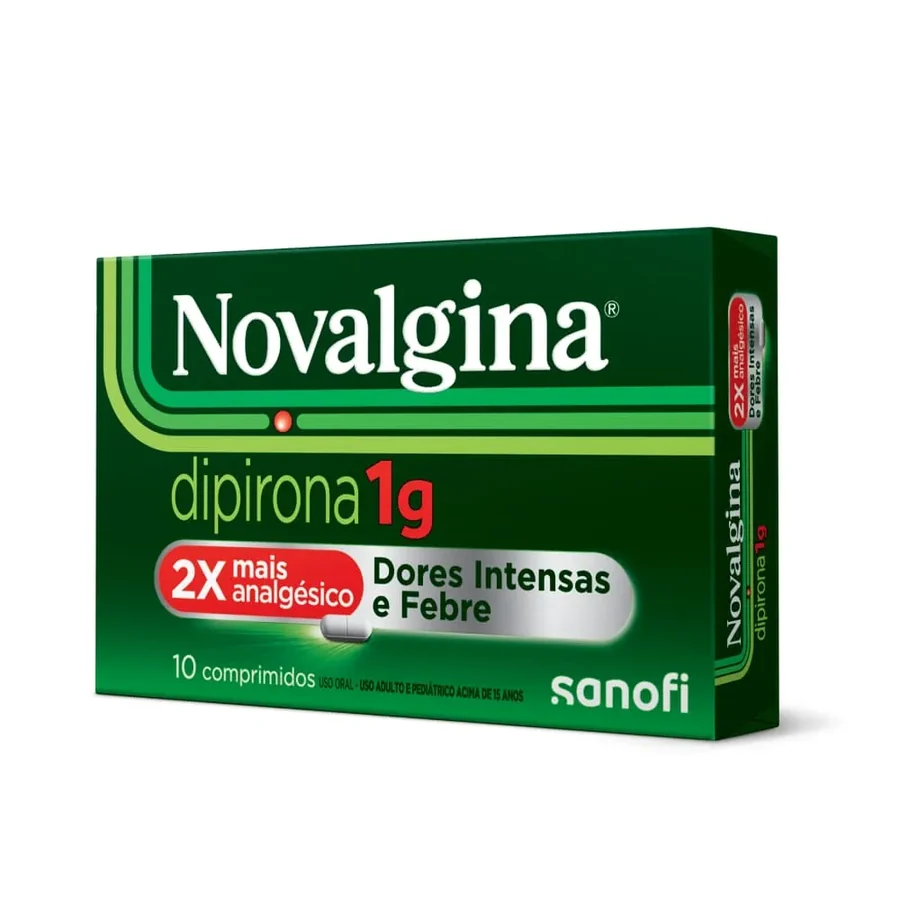 Novalgina®
dipirona 1g
2X mais analgésico
Dores Intensas e Febre
10 comprimidos USO ORAL - USO ADULTO E PEDIÁTRICO ACIMA DE 15 ANOS
sanofi
Novalgina
dipirona 1g
2X mais analgésico
Dores Intensas e Febre